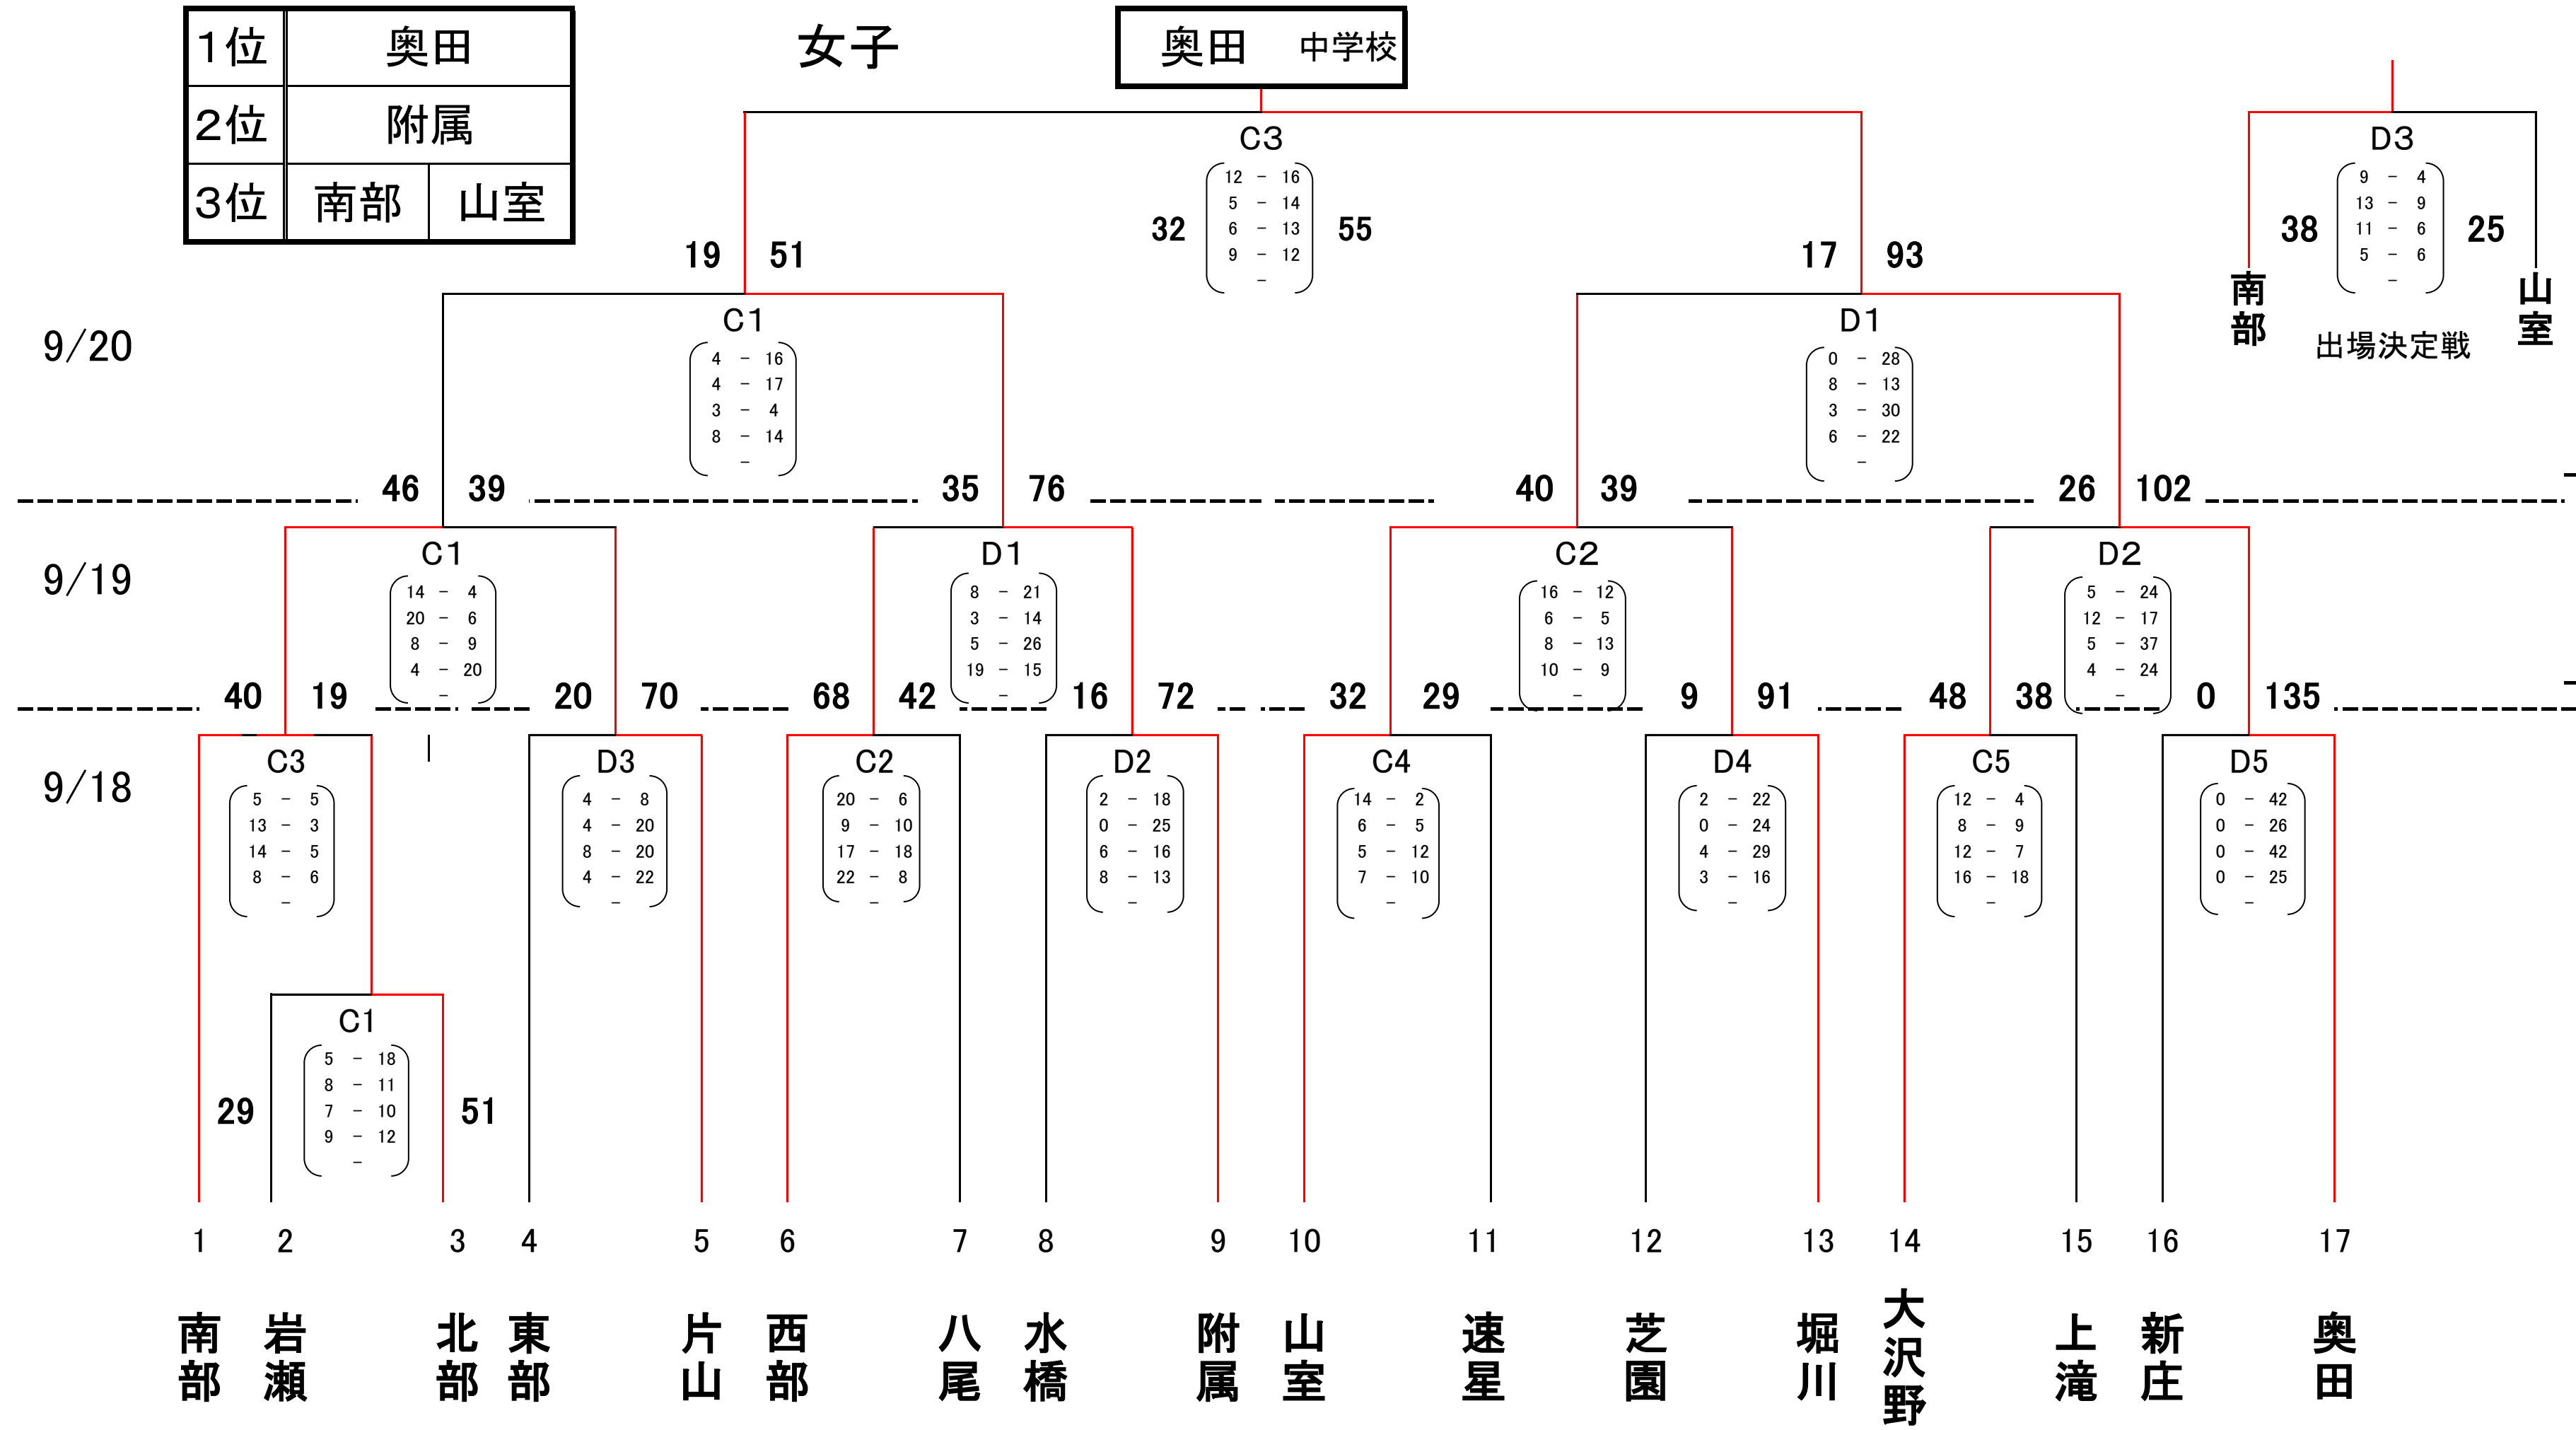 1位 奥田
2位 附属
3位 南部 山室
女子
奥田 中学校
C3
12 - 16
5 - 14
32 6 - 13 55
9 - 12
-
D3
9 - 4
13 - 9
38 11 - 6 25
5 - 6
-
南部
山室
出場決定戦
19 51
17 93
9/20
C1
4 - 16
4 - 17
3 - 4
8 - 14
-
D1
0 - 28
8 - 13
3 - 30
6 - 22
-
46 39
35 76
40 39
26 102
9/19
C1
14 - 4
20 - 6
8 - 9
4 - 20
-
D1
8 - 21
3 - 14
5 - 26
19 - 15
-
C2
16 - 12
6 - 5
8 - 13
10 - 9
-
D2
5 - 24
12 - 17
5 - 37
4 - 24
-
40 19
20 70
68 42
16 72
32 29
9 91
48 38
0 135
9/18
C3
5 - 5
13 - 3
14 - 5
8 - 6
-
D3
4 - 8
4 - 20
8 - 20
4 - 22
-
C2
20 - 6
9 - 10
17 - 18
22 - 8
-
D2
2 - 18
0 - 25
6 - 16
8 - 13
-
C4
14 - 2
6 - 5
5 - 12
7 - 10
-
D4
2 - 22
0 - 24
4 - 29
3 - 16
-
C5
12 - 4
8 - 9
12 - 7
16 - 18
-
D5
0 - 42
0 - 26
0 - 42
0 - 25
-
C1
5 - 18
8 - 11
29 7 - 10 51
9 - 12
-
1 2 3 4 5 6 7 8 9 10 11 12 13 14 15 16 17
南部
岩瀬
北部
東部
片山
西部
八尾
水橋
附属
山室
速星
芝園
堀川
大沢野
上滝
新庄
奥田